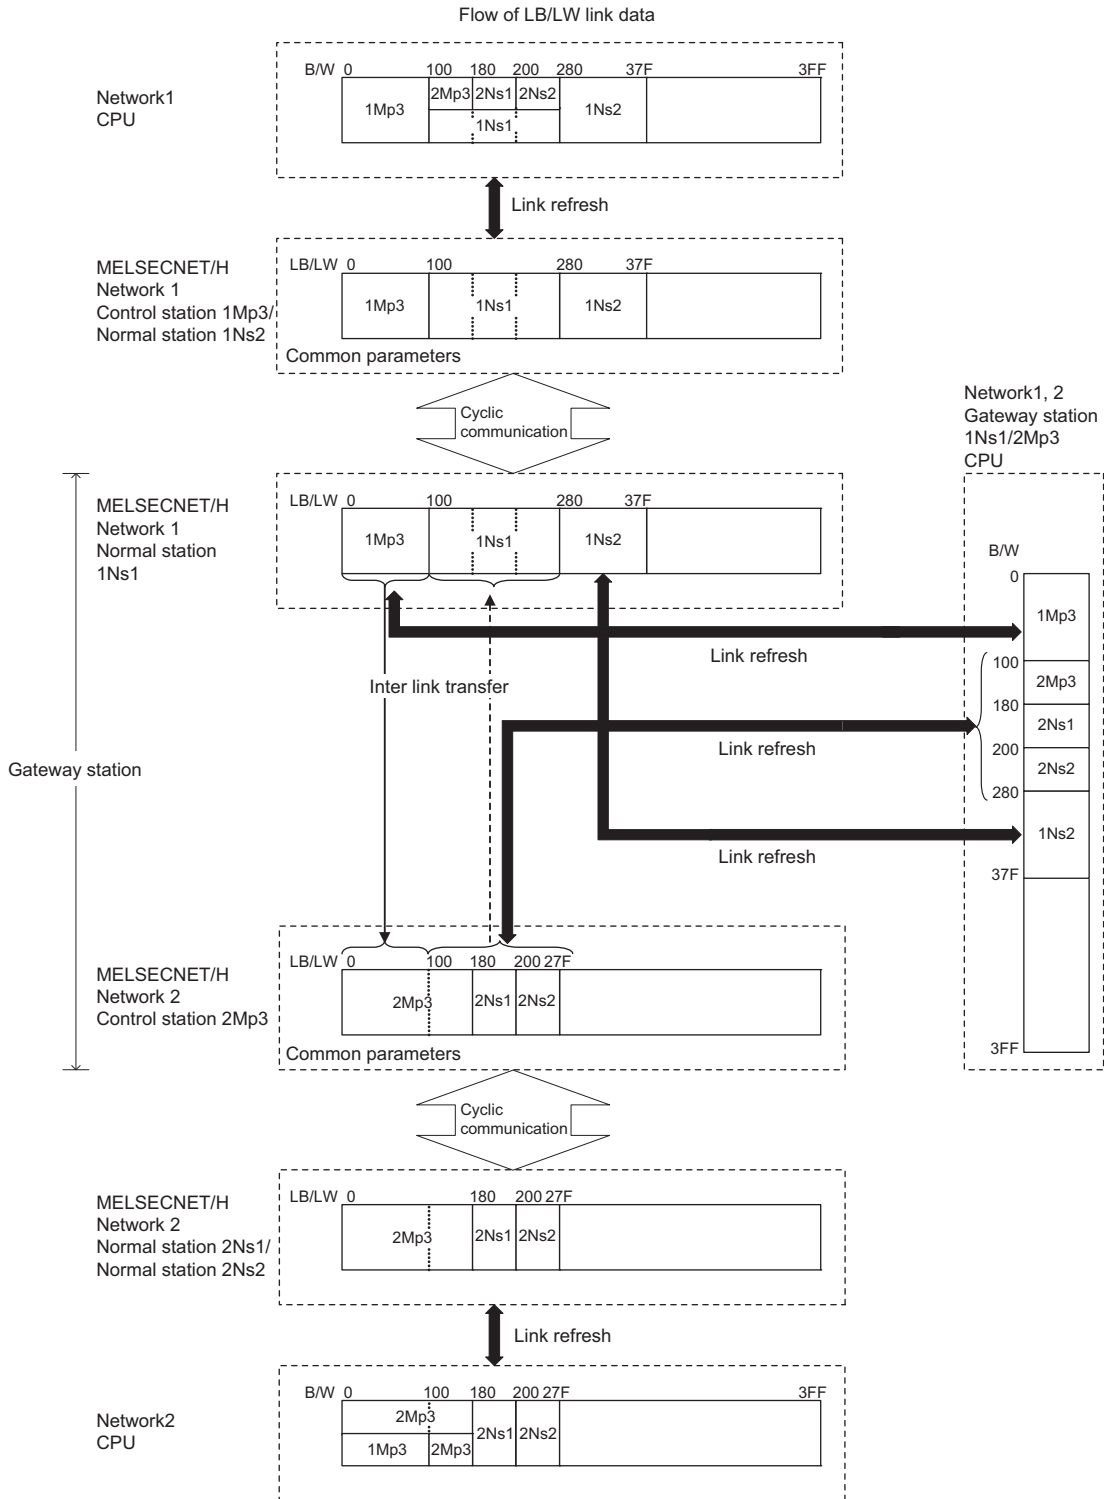 Flow of LB/LW link data
B/W 0 100 180 200 280 37F 3FF
Network1
CPU
1Mp3 2Mp3 2Ns1 2Ns2 1Ns2
1Ns1
Link refresh
MELSECNET/H
Network 1
Control station 1Mp3/
Normal station 1Ns2
LB/LW 0 100 280 37F
1Mp3 1Ns1 1Ns2
Common parameters
Cyclic
communication
Network1, 2
Gateway station
1Ns1/2Mp3
CPU
MELSECNET/H
Network 1
Normal station
1Ns1
LB/LW 0 100 280 37F
1Mp3 1Ns1 1Ns2
B/W
0
1Mp3
100
2Mp3
180
2Ns1
200
2Ns2
280
1Ns2
37F
3FF
Link refresh
Inter link transfer
Link refresh
Gateway station
Link refresh
MELSECNET/H
Network 2
Control station 2Mp3
LB/LW 0 100 180 200 27F
2Mp3 2Ns1 2Ns2
Common parameters
Cyclic
communication
MELSECNET/H
Network 2
Normal station 2Ns1/
Normal station 2Ns2
LB/LW 0 180 200 27F
2Mp3 2Ns1 2Ns2
Link refresh
B/W 0 100 180 200 27F 3FF
Network2
CPU
2Mp3 2Ns1 2Ns2
1Mp3 2Mp3